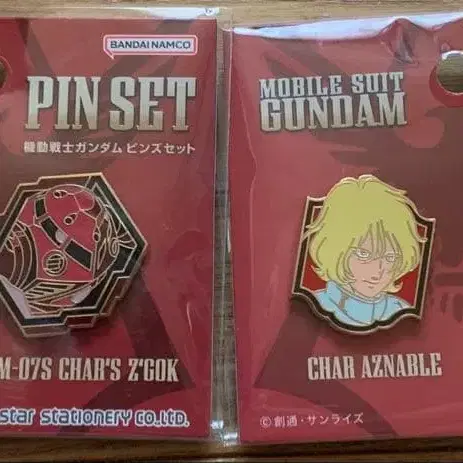 BANDAI NAMCO
PIN SET
機動戦士ガンダム ピンズセット
M-07S CHAR'S Z'GOK
star stationery co.,ltd.
MOBILE SUIT
GUNDAM
CHAR AZNABLE
©創通・サンライズ